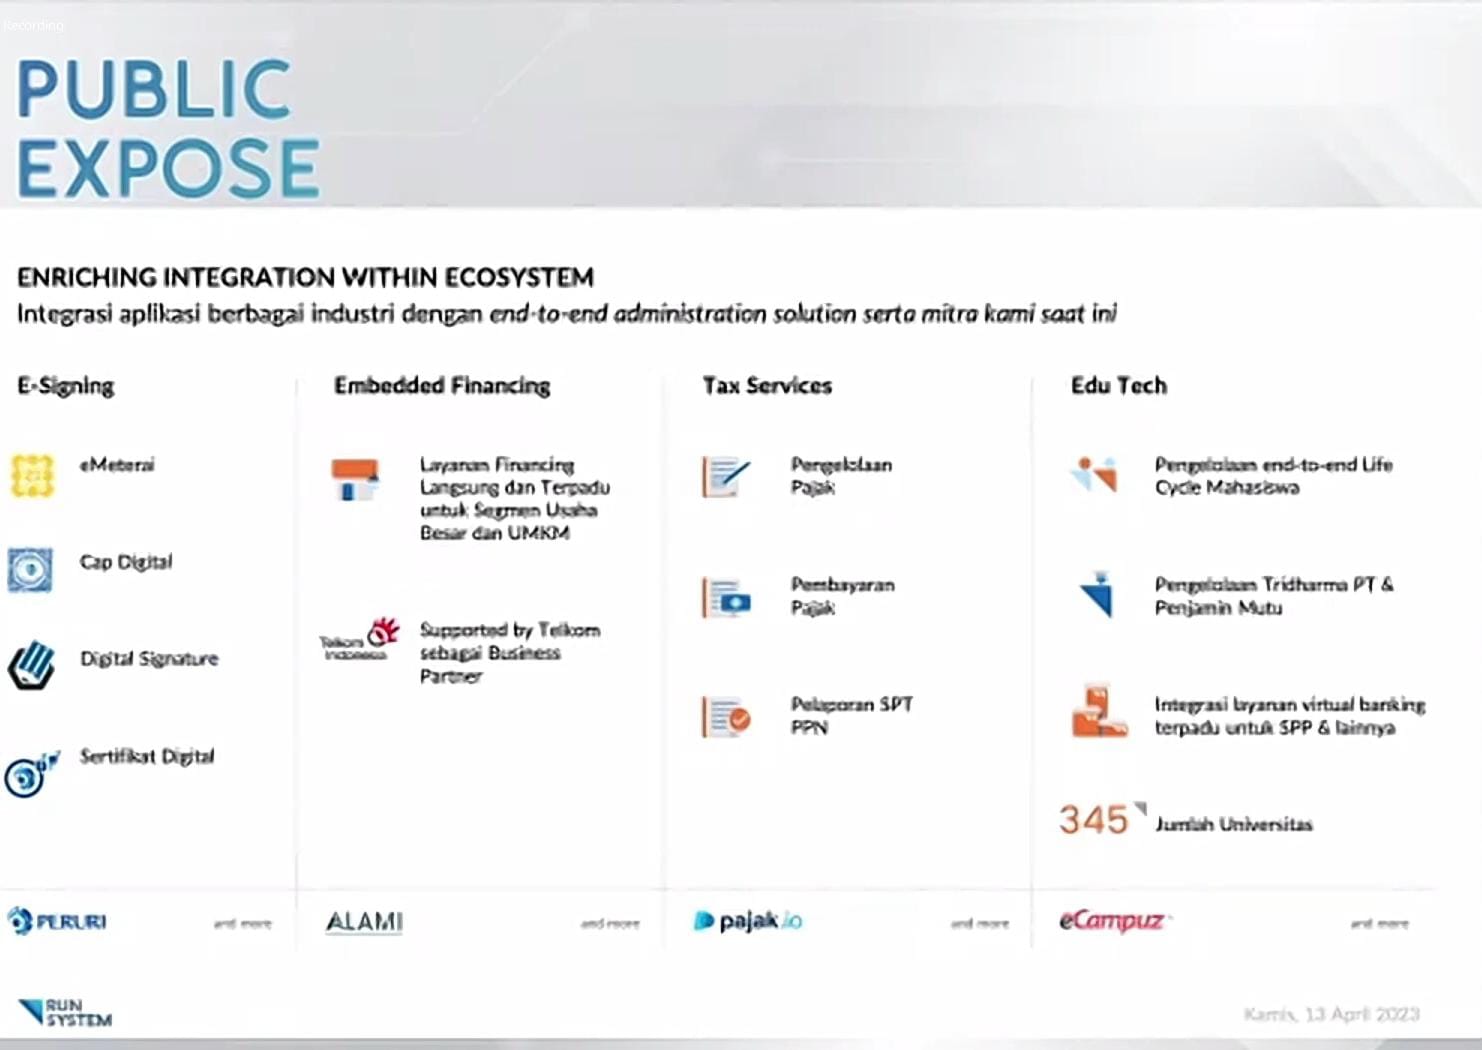 Recording
PUBLIC
EXPOSE
ENRICHING INTEGRATION WITHIN ECOSYSTEM
Integrasi aplikasi berbagai industri dengan end-to-end administration solution serta mitra kami saat ini
E-Signing
eMeterai
Cap Digital
Digital Signature
Sertifikat Digital
PERURI
and more
Embedded Financing
Layanan Financing
Langsung dan Terpadu
untuk Segmen Usaha
Besar dan UMKM
Telkom
Indonesia
Supported by Telkom
sebagai Business
Partner
ALAMI
and more
Tax Services
Pengelolaan
Pajak
Pembayaran
Pajak
Pelaporan SPT
PPN
pajak.io
and more
Edu Tech
Pengelolaan end-to-end Life
Cycle Mahasiswa
Pengelolaan Tridharma PT &
Penjamin Mutu
Integrasi layanan virtual banking
terpadu untuk SPP & lainnya
345
Jumlah Universitas
eCampuz
and more
RUN
SYSTEM
Kamis, 13 April 2023